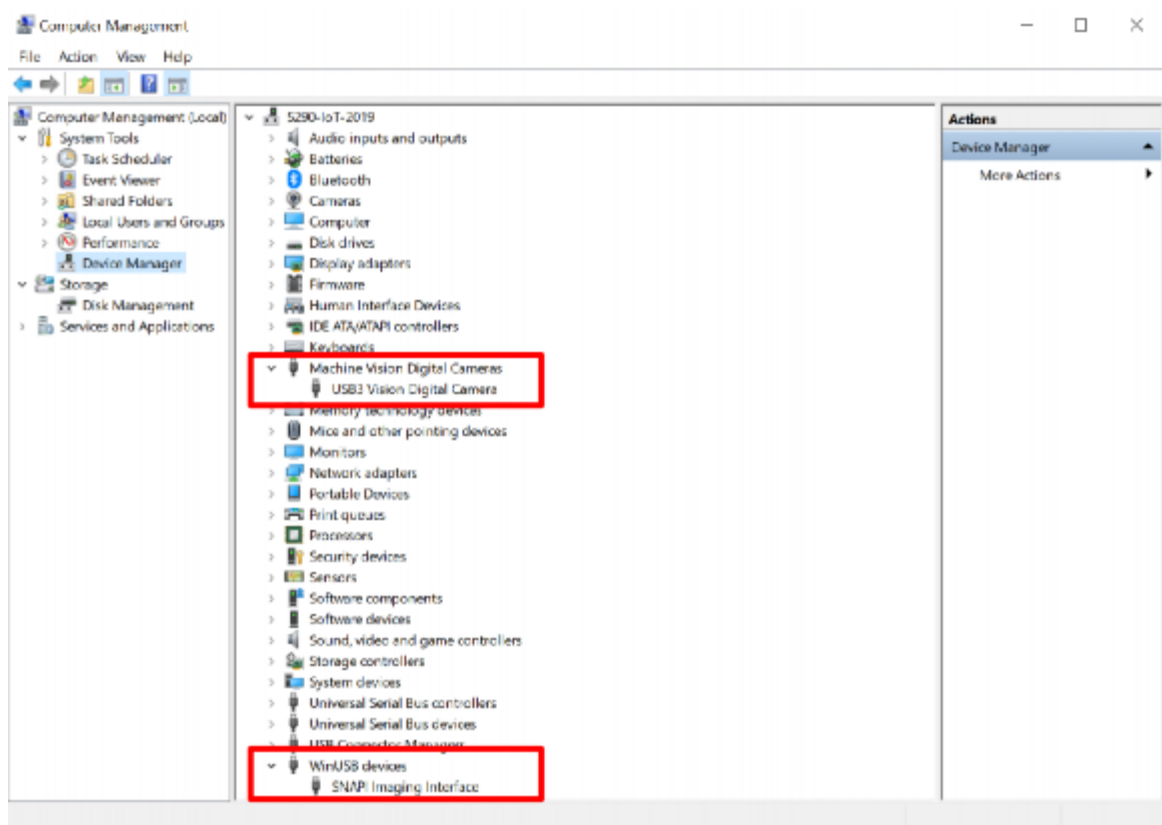 Computer Management
File Action View Help
Computer Management (Local)
System Tools
Task Scheduler
Event Viewer
Shared Folders
Local Users and Groups
Performance
Device Manager
Storage
Disk Management
Services and Applications
S290-IoT-2019
Audio inputs and outputs
Batteries
Bluetooth
Cameras
Computer
Disk drives
Display adapters
Firmware
Human Interface Devices
IDE ATA/ATAPI controllers
Keyboards
Machine Vision Digital Cameras
USB3 Vision Digital Camera
Memory technology devices
Mice and other pointing devices
Monitors
Network adapters
Portable Devices
Print queues
Processors
Security devices
Sensors
Software components
Software devices
Sound, video and game controllers
Storage controllers
System devices
Universal Serial Bus controllers
Universal Serial Bus devices
USB Connector Managers
WinUSB devices
SNAPI Imaging Interface
Actions
Device Manager
More Actions